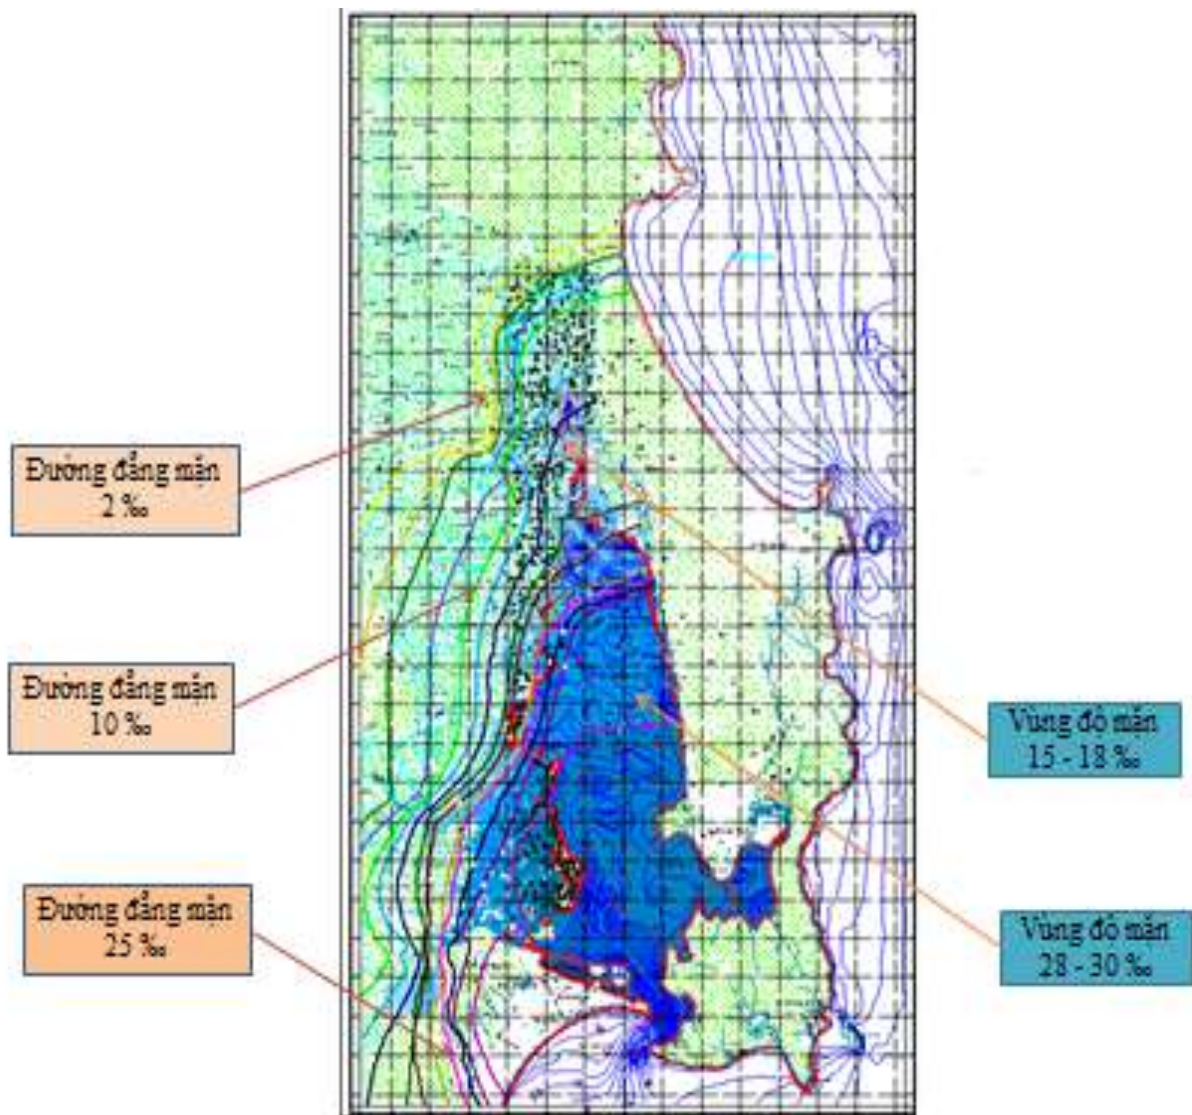 Đường đẳng mặn
2 ‰
Đường đẳng mặn
10 ‰
Đường đẳng mặn
25 ‰
Vùng độ mặn
15 - 18 ‰
Vùng độ mặn
28 - 30 ‰